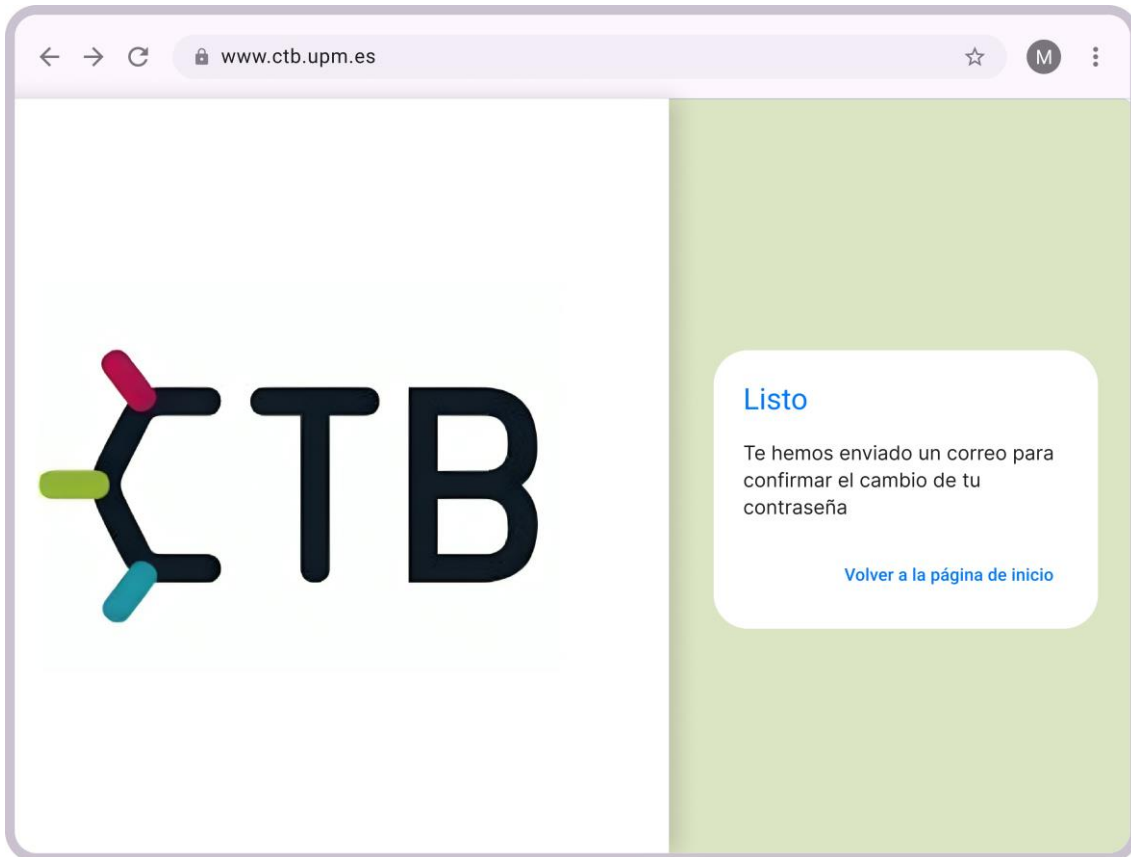 www.ctb.upm.es
M
CTB
Listo
Te hemos enviado un correo para
confirmar el cambio de tu
contraseña
Volver a la página de inicio